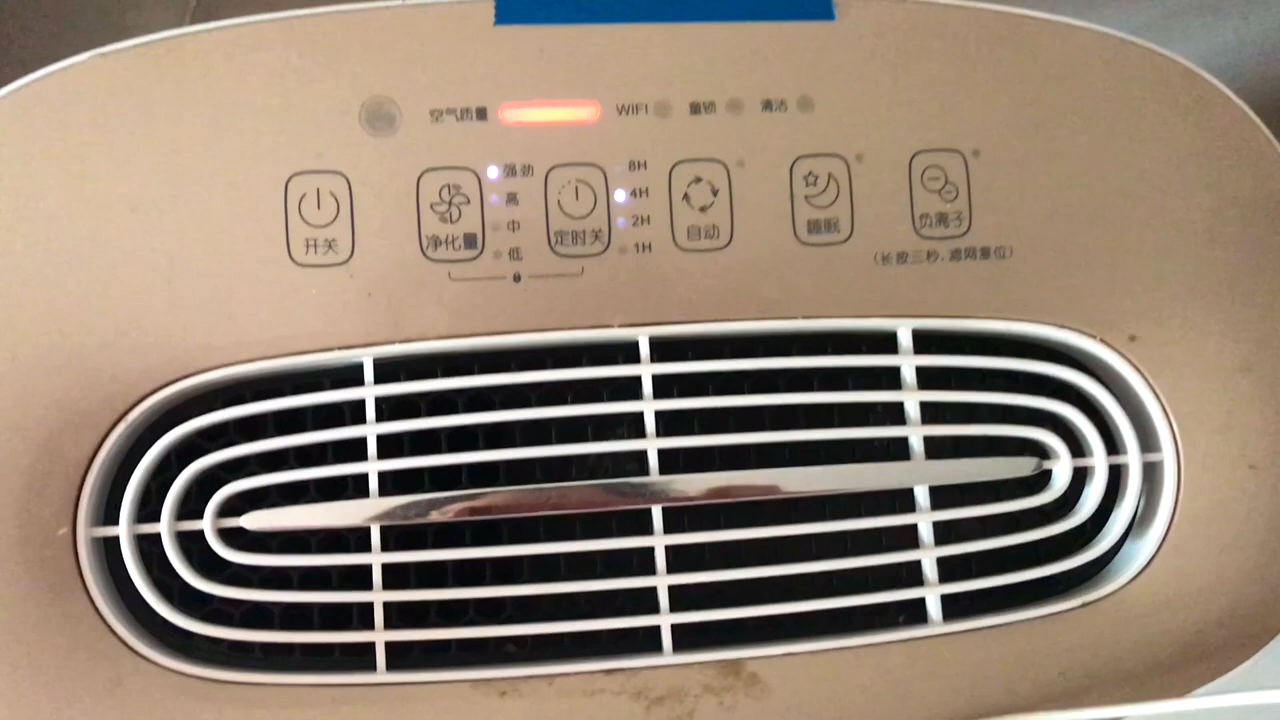 空气质量 WIFI 童锁 清洁
强劲 8H
高 4H
中 2H
低 1H
开关 净化量 定时关 自动 睡眠 负离子
(长按三秒,滤网复位)